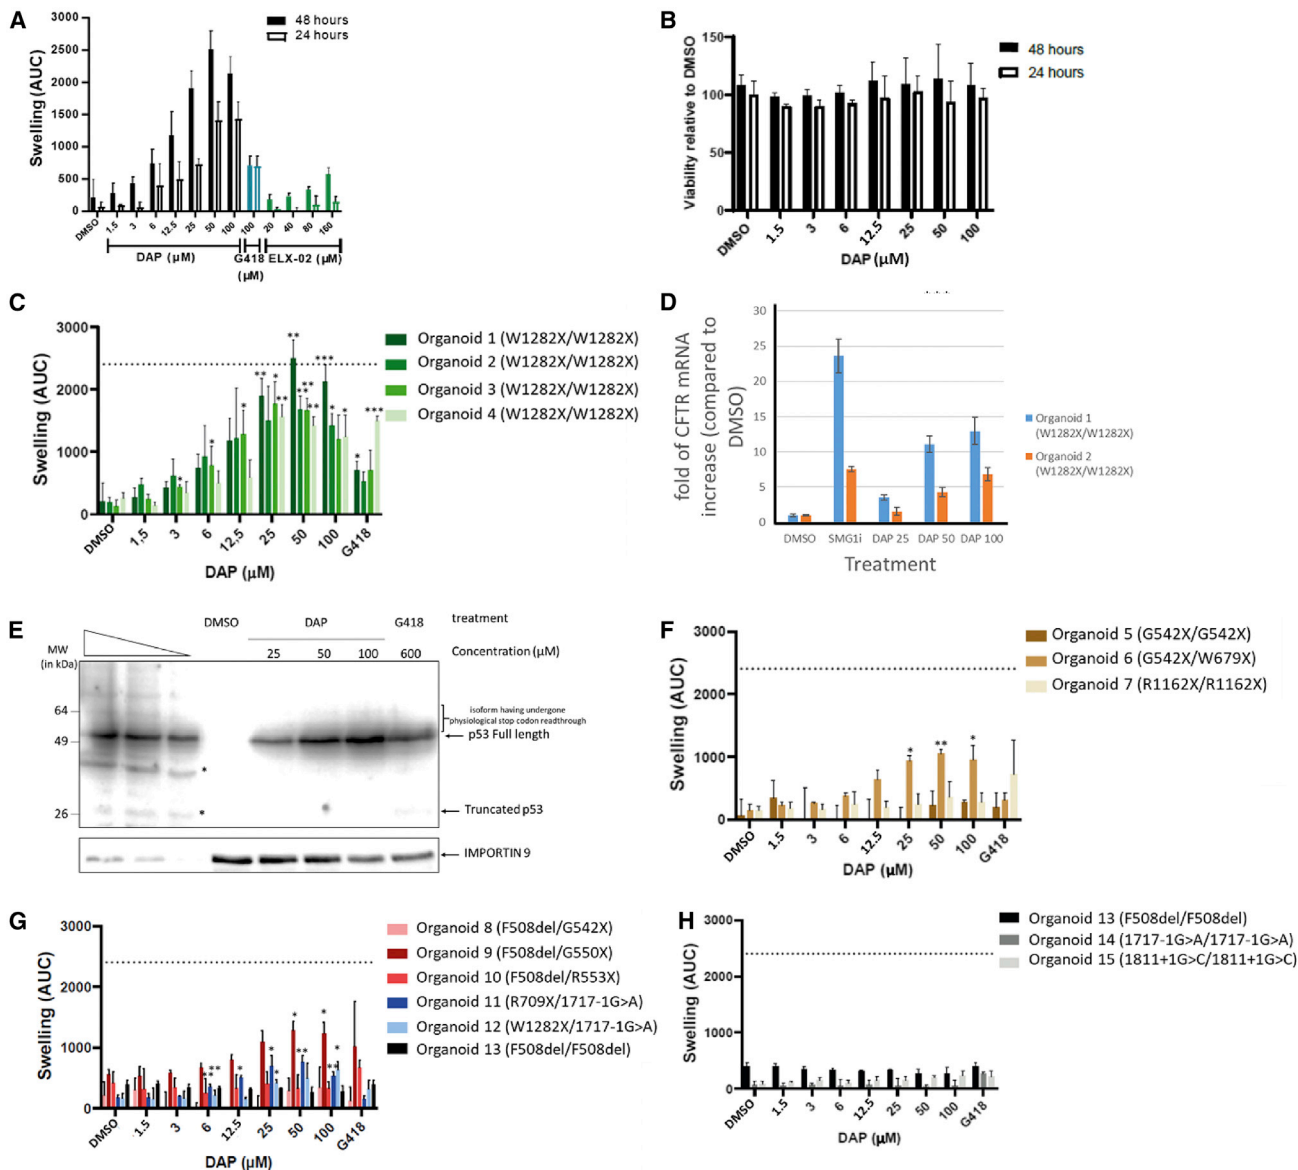 A
Swelling (AUC)
3000
2500
2000
1500
1000
500
0
48 hours
24 hours
DMSO 1.5 3 6 12.5 25 50 100 100 20 40 80 160
DAP (µM) G418 ELX-02 (µM)
(µM)
B
Viability relative to DMSO
150
100
50
0
48 hours
24 hours
DMSO 1.5 3 6 12.5 25 50 100
DAP (µM)
C
Swelling (AUC)
3000
2000
1000
0
Organoid 1 (W1282X/W1282X)
Organoid 2 (W1282X/W1282X)
Organoid 3 (W1282X/W1282X)
Organoid 4 (W1282X/W1282X)
** *** ** * ** ** ** ** * * * * * * ***
DMSO 1,5 3 6 12,5 25 50 100 G418
DAP (µM)
D
fold of CFTR mRNA
increase (compared to
DMSO)
30
25
20
15
10
5
0
Organoid 1
(W1282X/W1282X)
Organoid 2
(W1282X/W1282X)
DMSO SMG1i DAP 25 DAP 50 DAP 100
Treatment
E
DMSO DAP G418 treatment
MW
(in kDa)
25 50 100 600 Concentration (µM)
64
49
26
isoform having undergone
physiological stop codon readthrough
p53 Full length
*
*
Truncated p53
IMPORTIN 9
F
Swelling (AUC)
3000
2000
1000
0
Organoid 5 (G542X/G542X)
Organoid 6 (G542X/W679X)
Organoid 7 (R1162X/R1162X)
* ** *
DMSO 1.5 3 6 12.5 25 50 100 G418
DAP (µM)
G
Swelling (AUC)
3000
2000
1000
0
Organoid 8 (F508del/G542X)
Organoid 9 (F508del/G550X)
Organoid 10 (F508del/R553X)
Organoid 11 (R709X/1717-1G>A)
Organoid 12 (W1282X/1717-1G>A)
Organoid 13 (F508del/F508del)
DMSO 1.5 3 6 12.5 25 50 100 G418
DAP (µM)
H
Swelling (AUC)
3000
2000
1000
0
Organoid 13 (F508del/F508del)
Organoid 14 (1717-1G>A/1717-1G>A)
Organoid 15 (1811+1G>C/1811+1G>C)
DMSO 1.5 3 6 12.5 25 50 100 G418
DAP (µM)